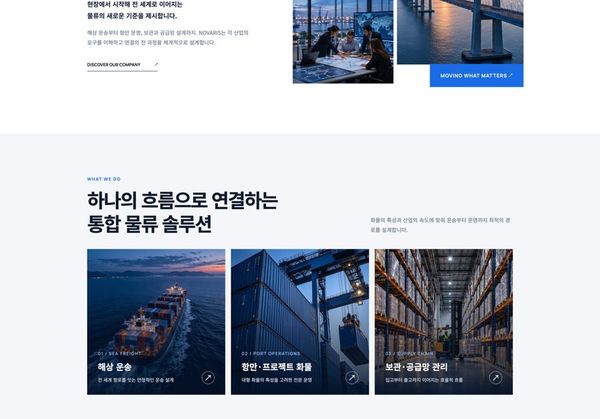 현장에서 시작해 전 세계로 이어지는
물류의 새로운 기준을 제시합니다.
해상 운송부터 항만 운영, 보관과 공급망 설계까지. NOVARIS는 각 산업의
요구를 이해하고 연결의 전 과정을 체계적으로 설계합니다.
DISCOVER OUR COMPANY ↗
MOVING WHAT MATTERS ↗
WHAT WE DO
하나의 흐름으로 연결하는
통합 물류 솔루션
화물의 특성과 산업의 속도에 맞춰 운송부터 운영까지 최적의 경
로를 설계합니다.
01 / SEA FREIGHT
해상 운송
전 세계 항로를 잇는 안정적인 운송 설계
02 / PORT OPERATIONS
항만·프로젝트 화물
대형 화물의 특성을 고려한 전문 운영
03 / SUPPLY CHAIN
보관·공급망 관리
입고부터 출고까지 이어지는 효율적 흐름